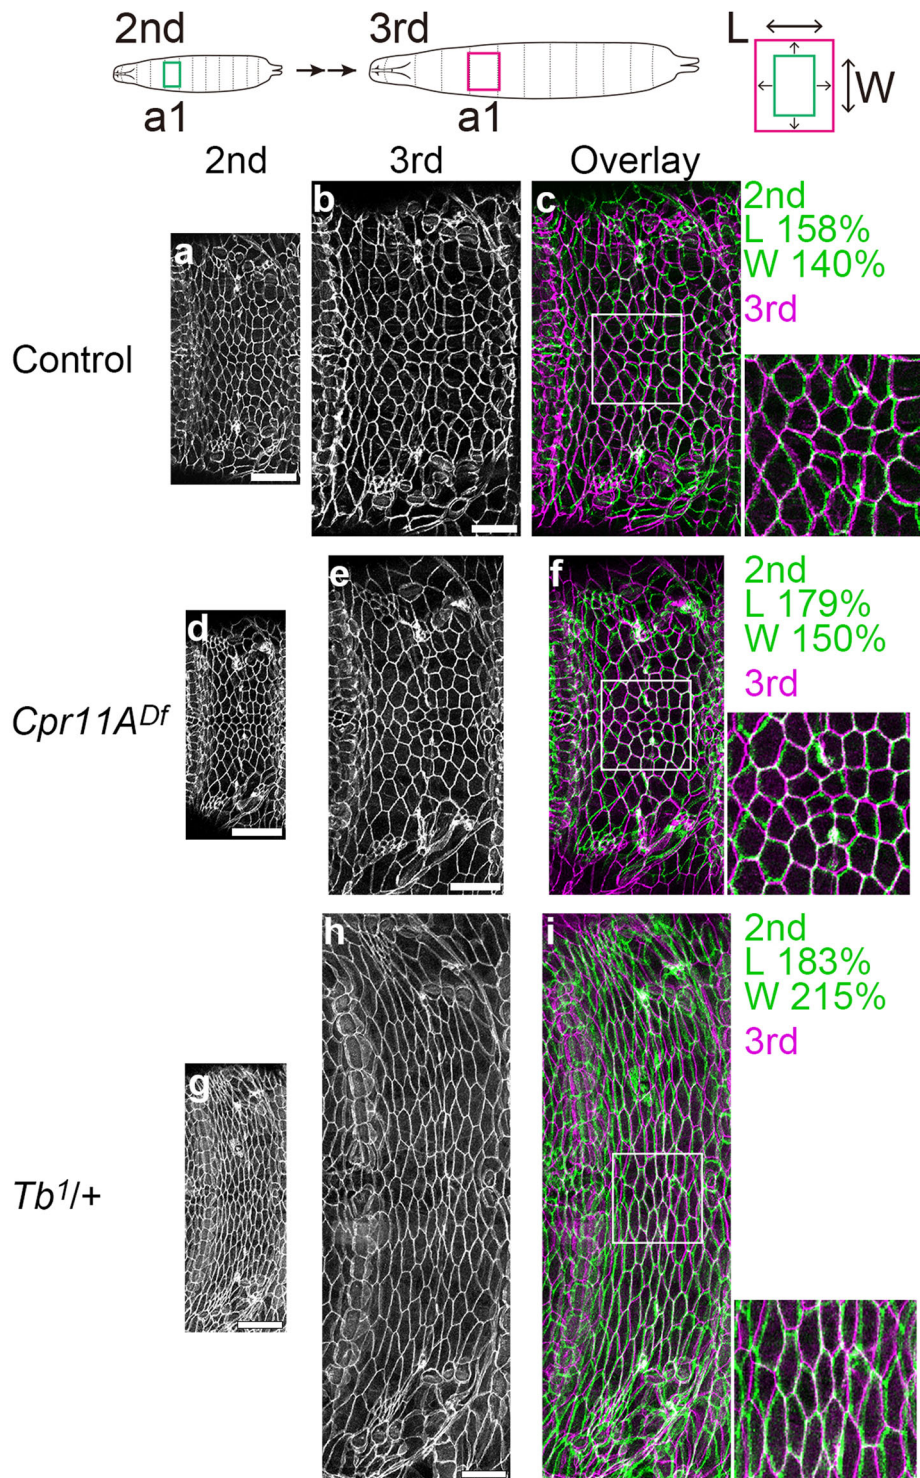 2nd 3rd L
W
a1 a1
2nd 3rd Overlay
a b c 2nd
L 158%
W 140%
3rd
Control
d e f 2nd
L 179%
W 150%
3rd
Cpr11A^Df
g h i 2nd
L 183%
W 215%
3rd
Tb^1/+